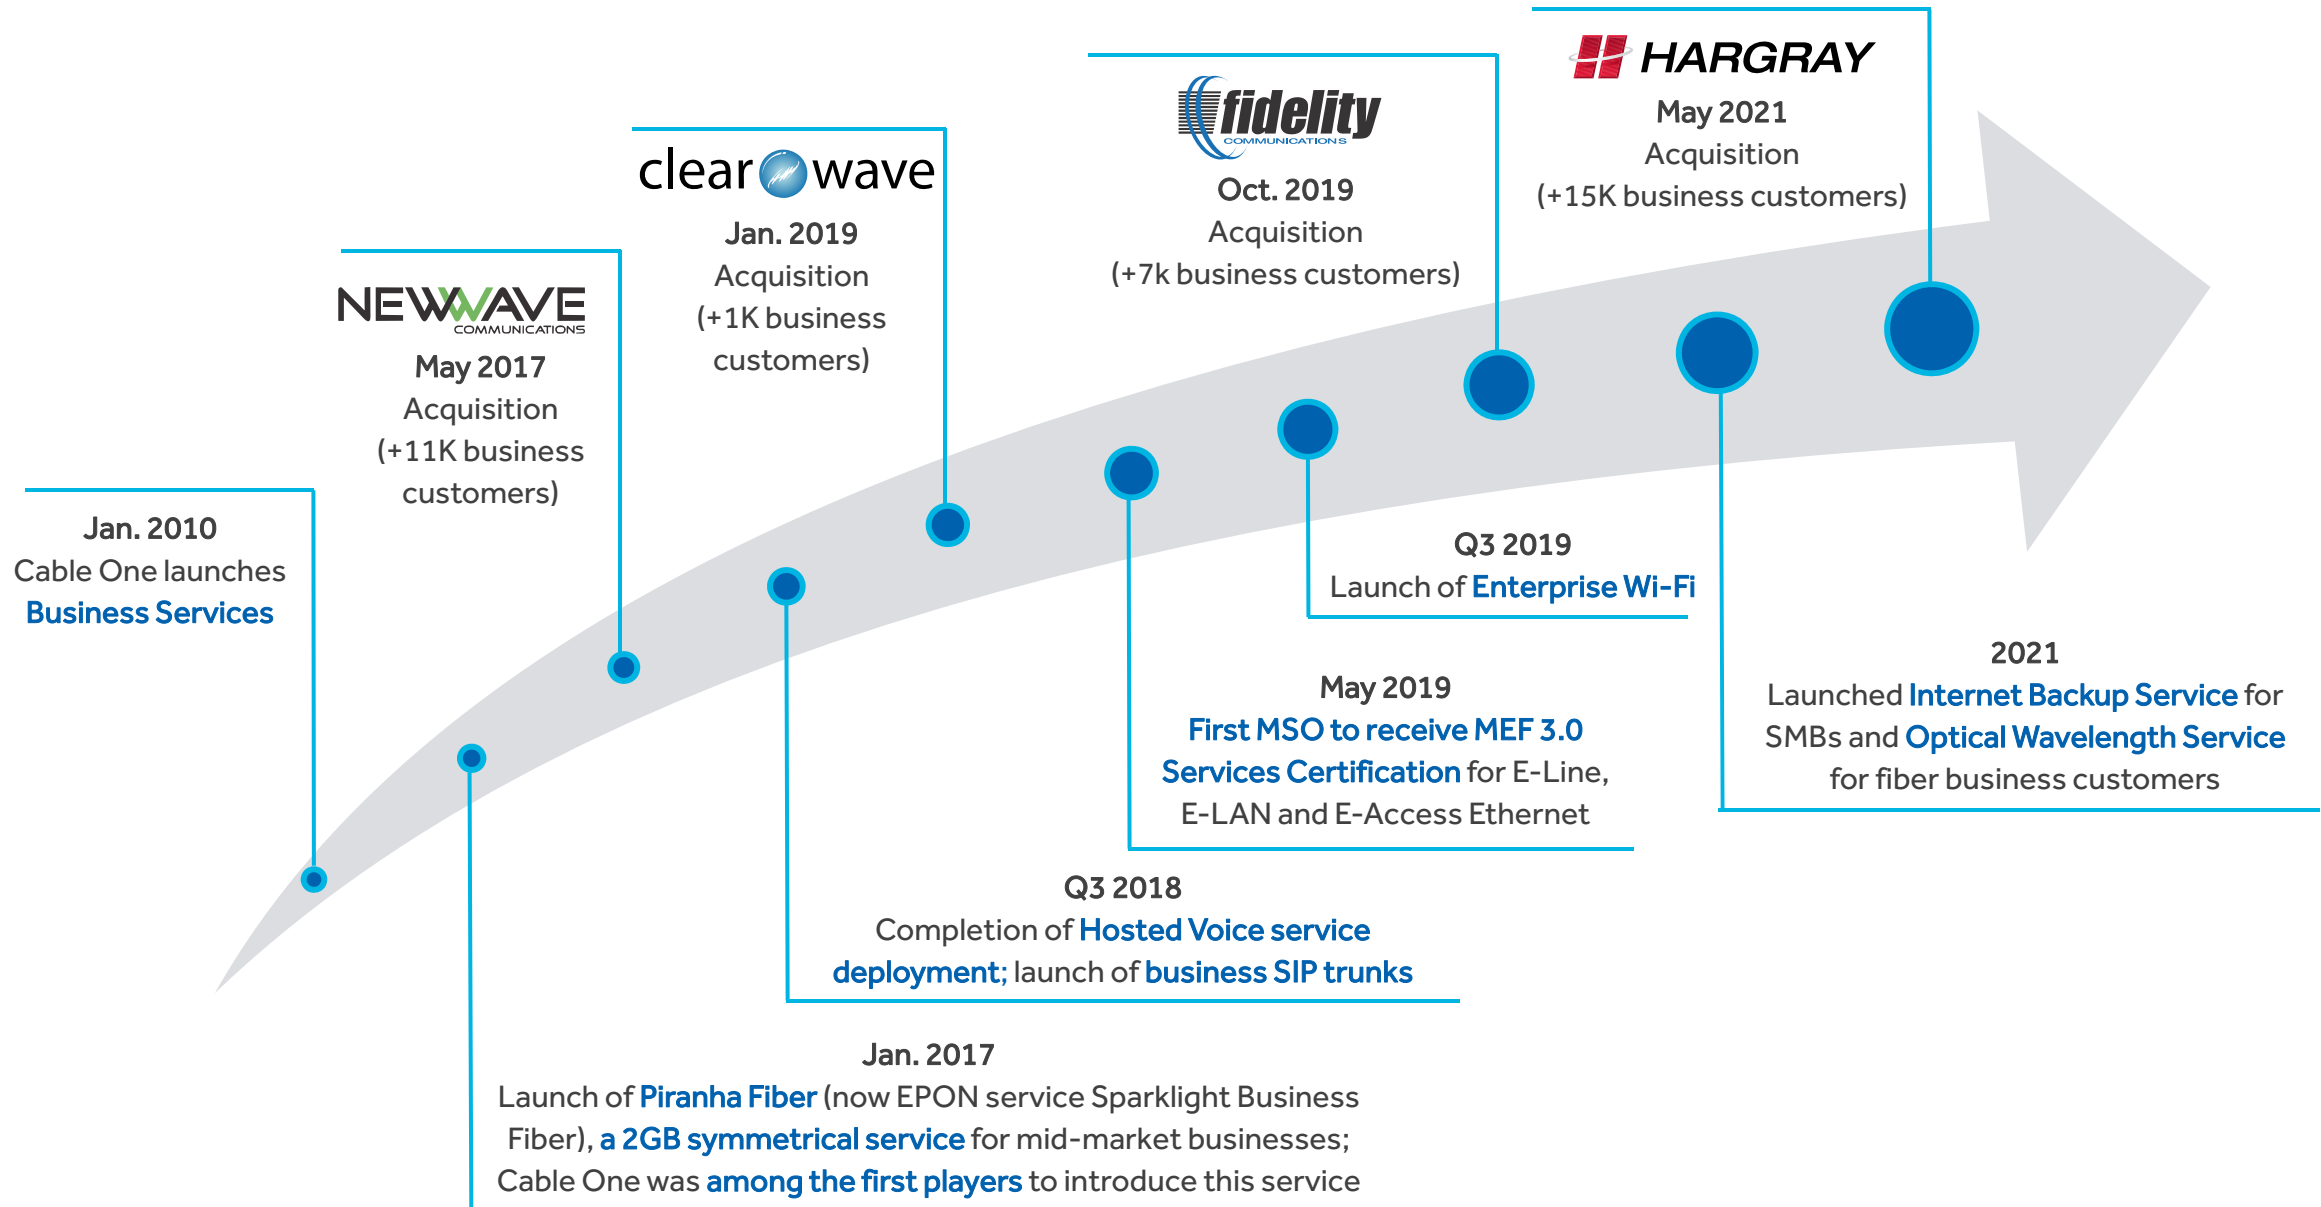 Jan. 2010
Cable One launches
Business Services
NEWWAVE
COMMUNICATIONS
May 2017
Acquisition
(+11K business
customers)
clearwave
Jan. 2019
Acquisition
(+1K business
customers)
fidelity
COMMUNICATIONS
Oct. 2019
Acquisition
(+7k business customers)
HARGRAY
May 2021
Acquisition
(+15K business customers)
Q3 2019
Launch of Enterprise Wi-Fi
2021
Launched Internet Backup Service for
SMBs and Optical Wavelength Service
for fiber business customers
May 2019
First MSO to receive MEF 3.0
Services Certification for E-Line,
E-LAN and E-Access Ethernet
Q3 2018
Completion of Hosted Voice service
deployment; launch of business SIP trunks
Jan. 2017
Launch of Piranha Fiber (now EPON service Sparklight Business
Fiber), a 2GB symmetrical service for mid-market businesses;
Cable One was among the first players to introduce this service